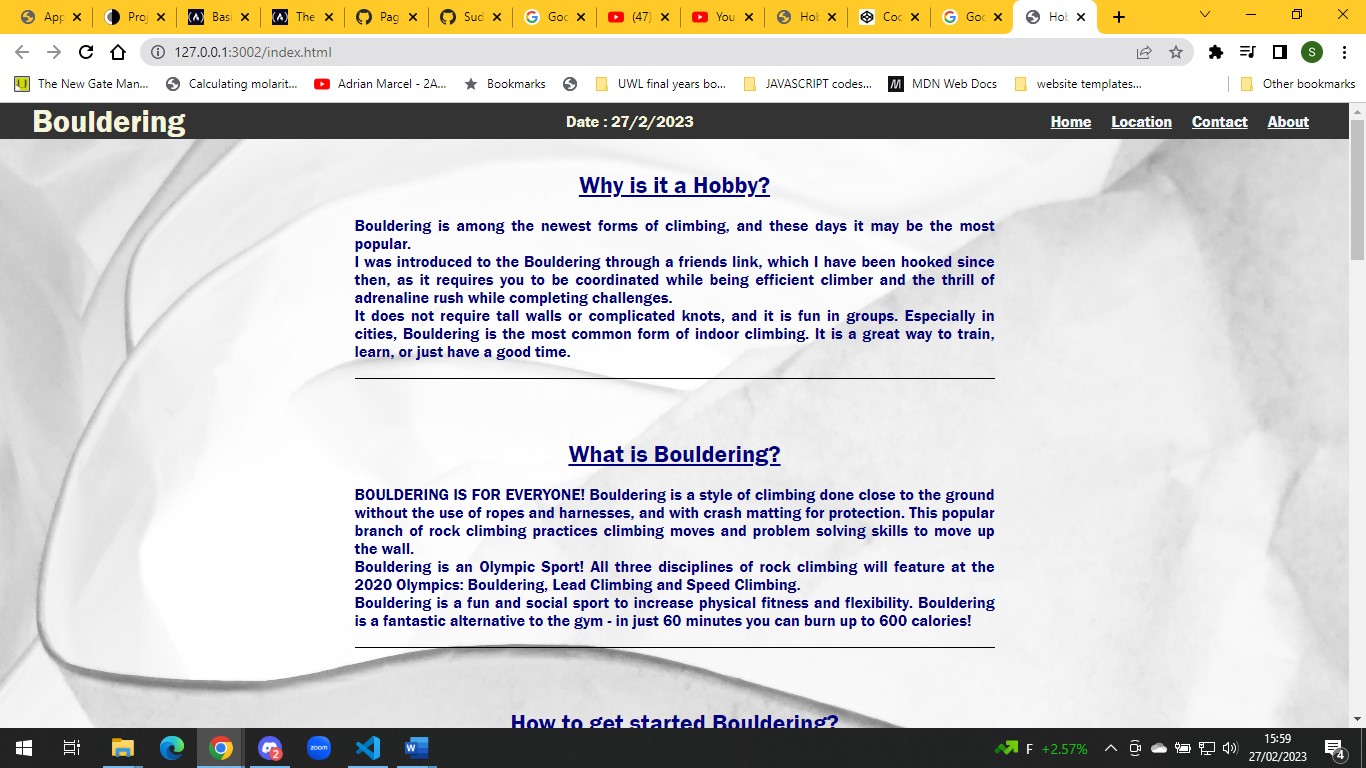 App
Proj
Basi
The
Pag
Sud
Goo
(47)
You
Hob
Coc
Goo
Hob
127.0.0.1:3002/index.html
S
The New Gate Man...
Calculating molarit...
Adrian Marcel - 2A...
Bookmarks
UWL final years bo...
JAVASCRIPT codes...
MDN Web Docs
website templates...
Other bookmarks
Bouldering
Date : 27/2/2023
Home Location Contact About
Why is it a Hobby?
Bouldering is among the newest forms of climbing, and these days it may be the most
popular.
I was introduced to the Bouldering through a friends link, which I have been hooked since
then, as it requires you to be coordinated while being efficient climber and the thrill of
adrenaline rush while completing challenges.
It does not require tall walls or complicated knots, and it is fun in groups. Especially in
cities, Bouldering is the most common form of indoor climbing. It is a great way to train,
learn, or just have a good time.
What is Bouldering?
BOULDERING IS FOR EVERYONE! Bouldering is a style of climbing done close to the ground
without the use of ropes and harnesses, and with crash matting for protection. This popular
branch of rock climbing practices climbing moves and problem solving skills to move up
the wall.
Bouldering is an Olympic Sport! All three disciplines of rock climbing will feature at the
2020 Olympics: Bouldering, Lead Climbing and Speed Climbing.
Bouldering is a fun and social sport to increase physical fitness and flexibility. Bouldering
is a fantastic alternative to the gym - in just 60 minutes you can burn up to 600 calories!
How to get started Bouldering?
2
zoom
F +2.57%
15:59
27/02/2023
4